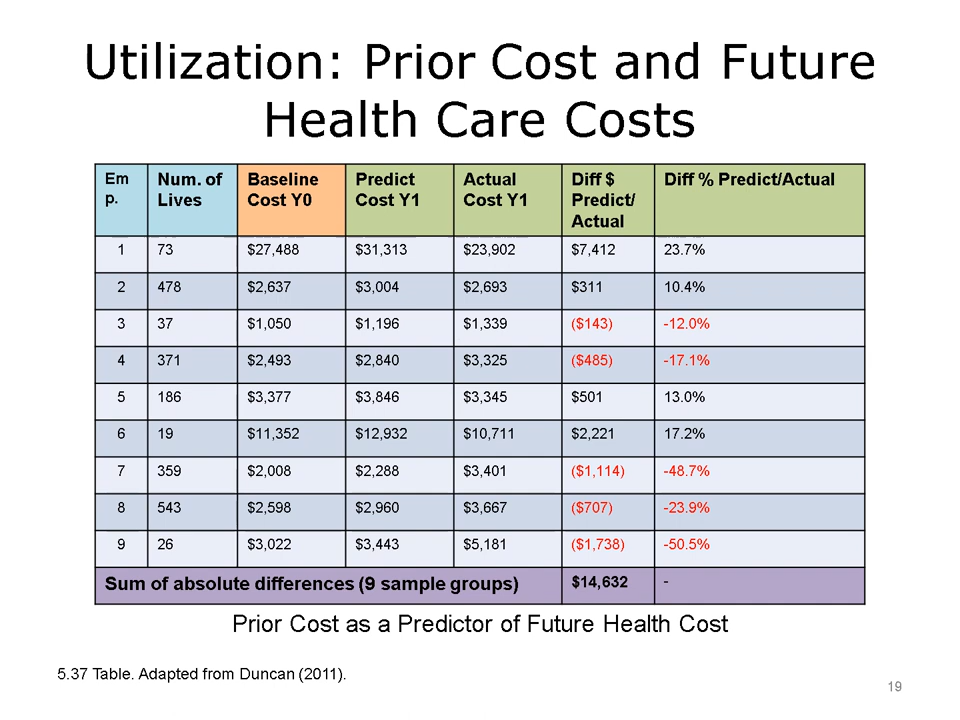 Utilization: Prior Cost and Future
Health Care Costs
Em
p.
Num. of
Lives
Baseline
Cost Y0
Predict
Cost Y1
Actual
Cost Y1
Diff $
Predict/
Actual
Diff % Predict/Actual
1 73 $27,488 $31,313 $23,902 $7,412 23.7%
2 478 $2,637 $3,004 $2,693 $311 10.4%
3 37 $1,050 $1,196 $1,339 ($143) -12.0%
4 371 $2,493 $2,840 $3,325 ($485) -17.1%
5 186 $3,377 $3,846 $3,345 $501 13.0%
6 19 $11,352 $12,932 $10,711 $2,221 17.2%
7 359 $2,008 $2,288 $3,401 ($1,114) -48.7%
8 543 $2,598 $2,960 $3,667 ($707) -23.9%
9 26 $3,022 $3,443 $5,181 ($1,738) -50.5%
Sum of absolute differences (9 sample groups) $14,632 -
Prior Cost as a Predictor of Future Health Cost
5.37 Table. Adapted from Duncan (2011).
19